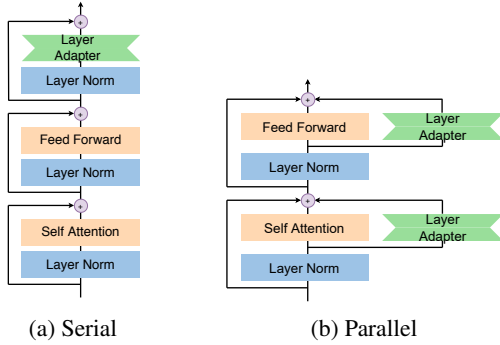 +
Layer
Adapter
Layer Norm
+
Feed Forward
Layer Norm
+
Self Attention
Layer Norm
(a) Serial
+
Feed Forward
Layer
Adapter
Layer Norm
+
Self Attention
Layer
Adapter
Layer Norm
(b) Parallel